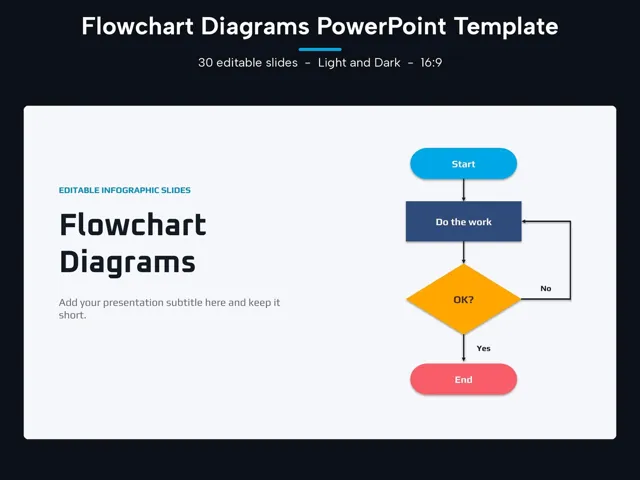 Flowchart Diagrams PowerPoint Template
30 editable slides – Light and Dark – 16:9
EDITABLE INFOGRAPHIC SLIDES
Flowchart
Diagrams
Add your presentation subtitle here and keep it
short.
Start
Do the work
OK?
No
Yes
End